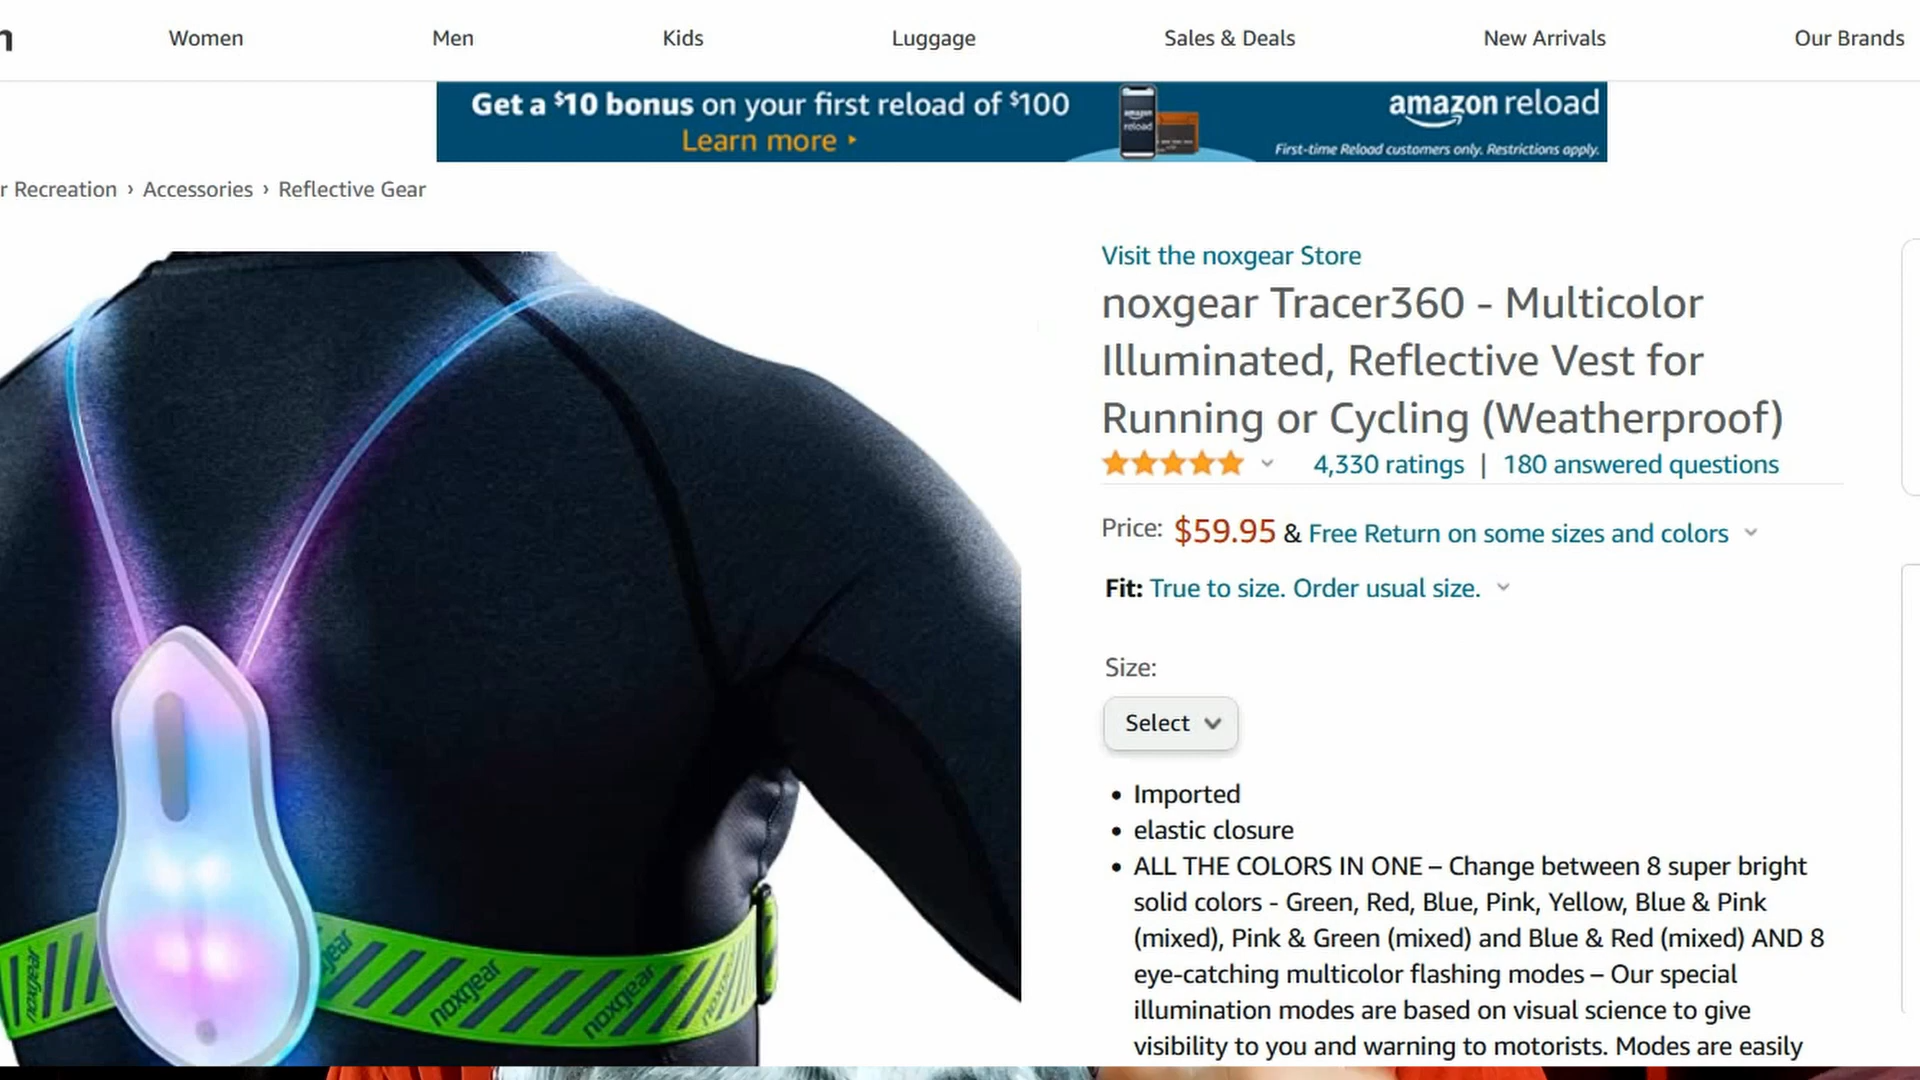 Women Men Kids Luggage Sales & Deals New Arrivals Our Brands
Get a $10 bonus on your first reload of $100
Learn more
amazon reload
amazon reload
First-time Reload customers only. Restrictions apply.
r Recreation › Accessories › Reflective Gear
Visit the noxgear Store
noxgear Tracer360 - Multicolor
Illuminated, Reflective Vest for
Running or Cycling (Weatherproof)
4,330 ratings | 180 answered questions
Price: $59.95 & Free Return on some sizes and colors
Fit: True to size. Order usual size.
Size:
Select
• Imported
• elastic closure
• ALL THE COLORS IN ONE – Change between 8 super bright
solid colors - Green, Red, Blue, Pink, Yellow, Blue & Pink
(mixed), Pink & Green (mixed) and Blue & Red (mixed) AND 8
eye-catching multicolor flashing modes – Our special
illumination modes are based on visual science to give
visibility to you and warning to motorists. Modes are easily
noxgear
noxgear
noxgear
noxgear